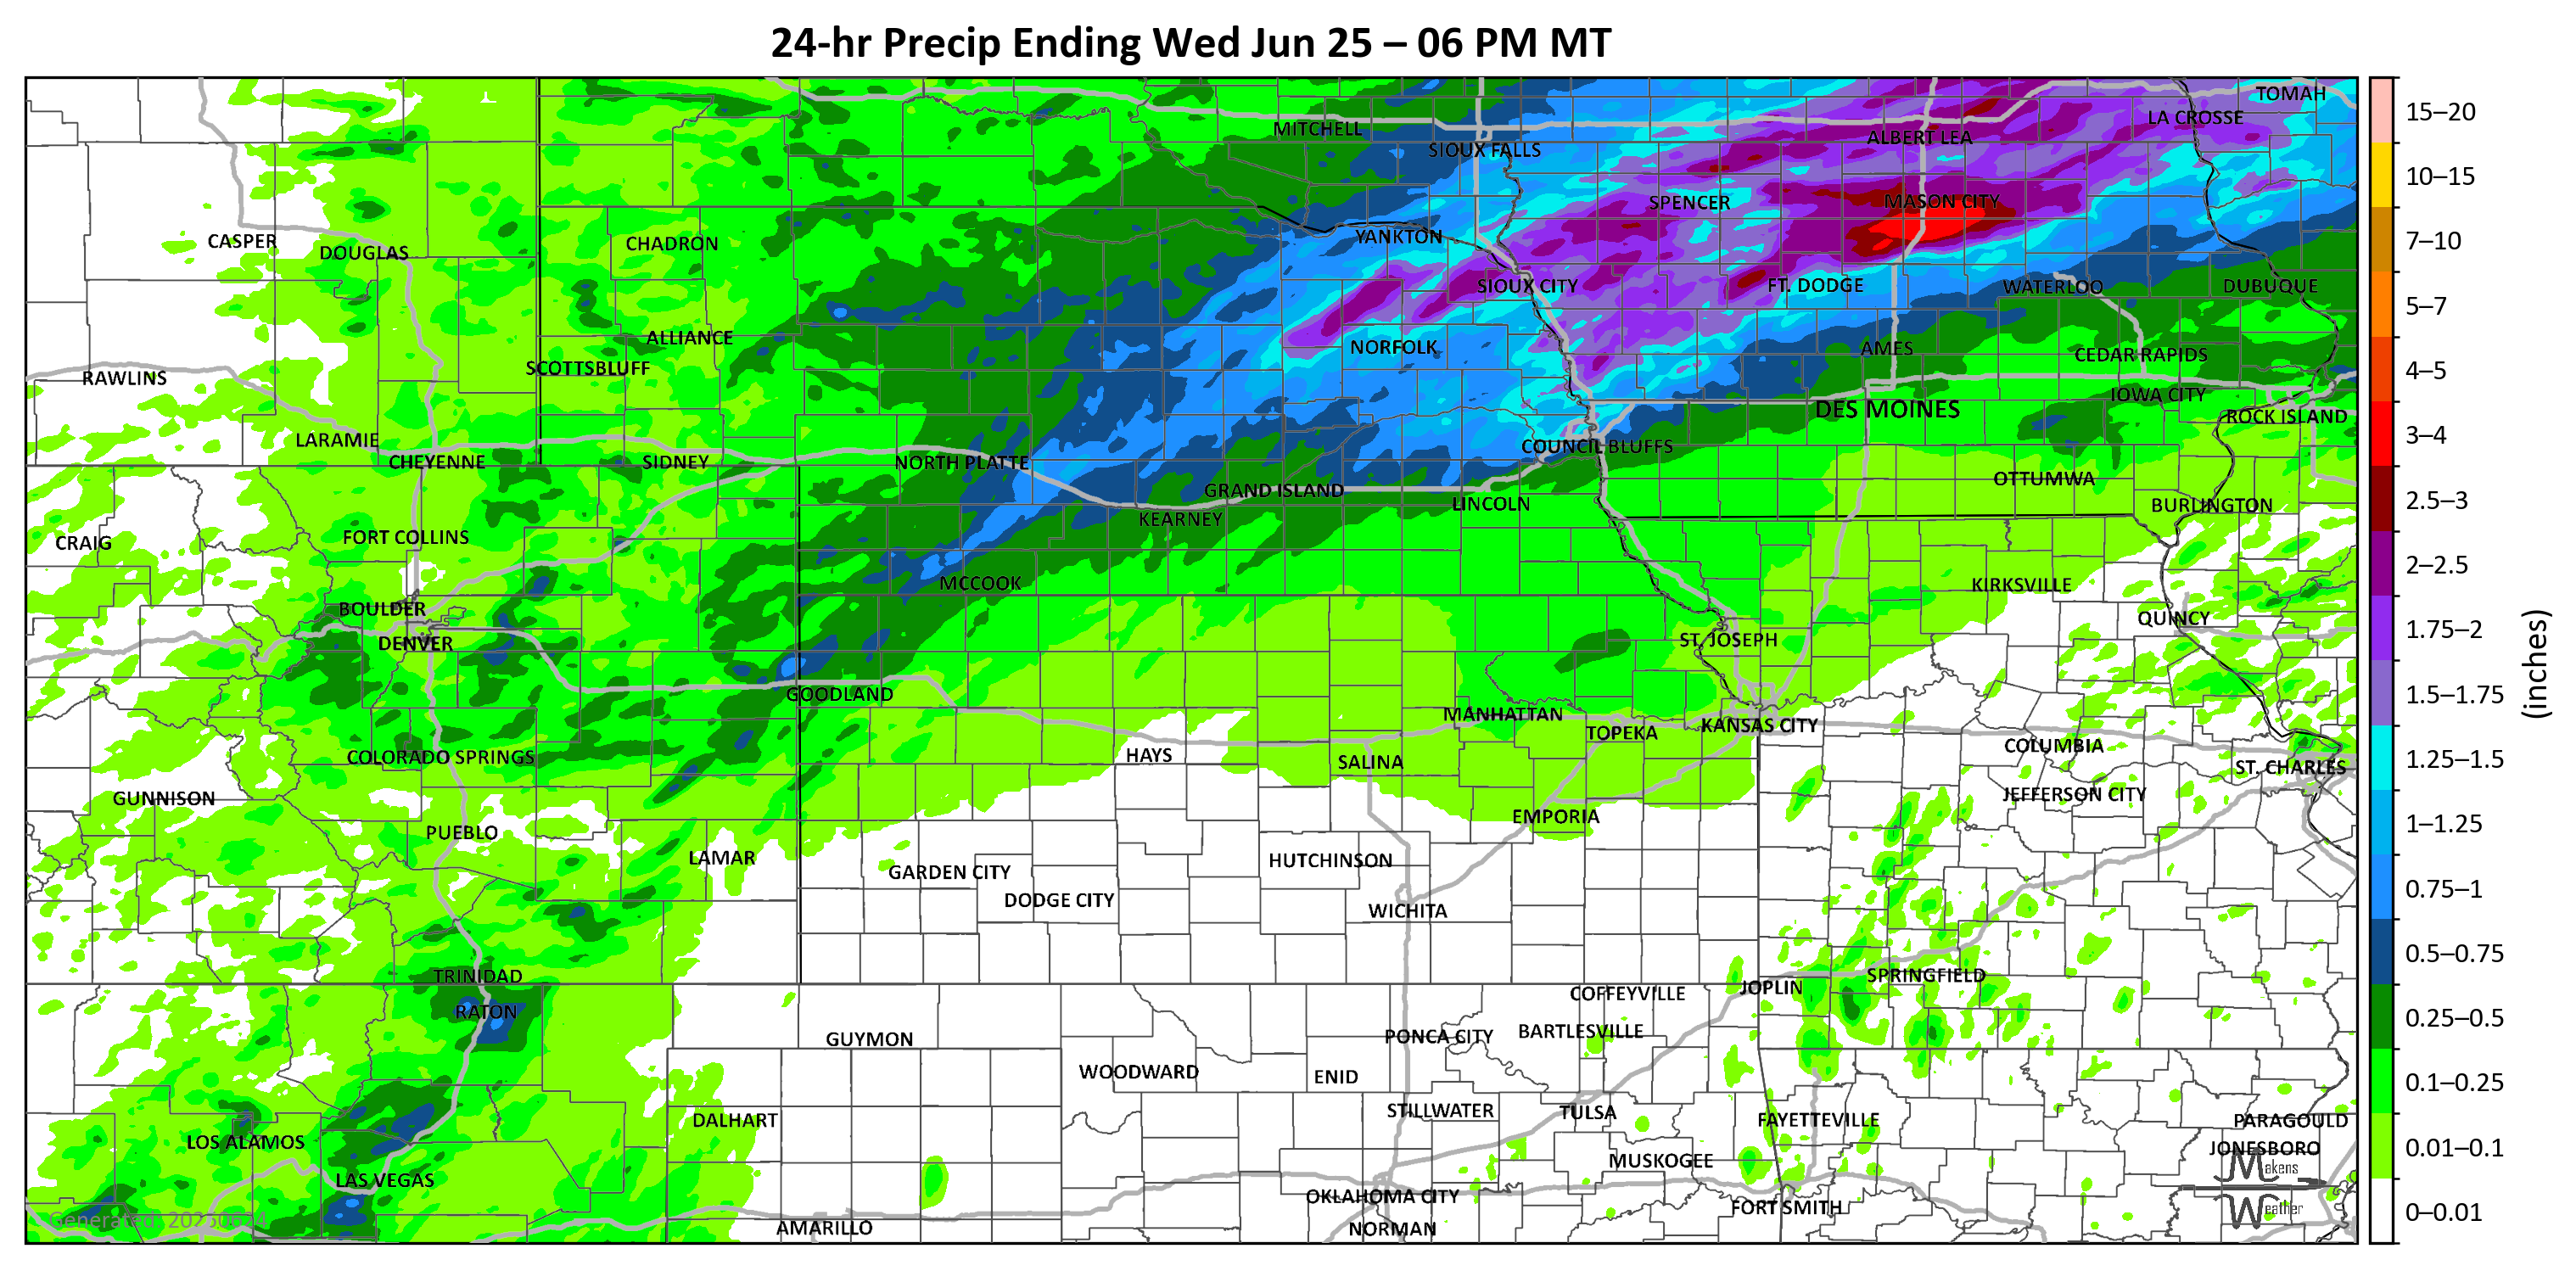 24-hr Precip Ending Wed Jun 25 – 06 PM MT
TOMAH
LA CROSSE
MITCHELL
ALBERT LEA
SIOUX FALLS
SPENCER
MASON CITY
CASPER
DOUGLAS
CHADRON
YANKTON
SIOUX CITY
FT. DODGE
WATERLOO
DUBUQUE
ALLIANCE
NORFOLK
AMES
CEDAR RAPIDS
RAWLINS
SCOTTSBLUFF
IOWA CITY
DES MOINES
ROCK ISLAND
LARAMIE
COUNCIL BLUFFS
CHEYENNE
SIDNEY
NORTH PLATTE
OTTUMWA
GRAND ISLAND
LINCOLN
BURLINGTON
KEARNEY
CRAIG
FORT COLLINS
MCCOOK
KIRKSVILLE
BOULDER
QUINCY
DENVER
ST. JOSEPH
GOODLAND
MANHATTAN
KANSAS CITY
TOPEKA
COLUMBIA
COLORADO SPRINGS
HAYS
SALINA
ST. CHARLES
GUNNISON
JEFFERSON CITY
EMPORIA
PUEBLO
LAMAR
HUTCHINSON
GARDEN CITY
DODGE CITY
WICHITA
TRINIDAD
SPRINGFIELD
JOPLIN
COFFEYVILLE
RATON
GUYMON
PONCA CITY
BARTLESVILLE
WOODWARD
ENID
STILLWATER
TULSA
DALHART
FAYETTEVILLE
PARAGOULD
LOS ALAMOS
JONESBORO
MUSKOGEE
LAS VEGAS
OKLAHOMA CITY
FORT SMITH
AMARILLO
NORMAN
Generated: 20250624
Makens
Weather
15–20
10–15
7–10
5–7
4–5
3–4
2.5–3
2–2.5
1.75–2
1.5–1.75
1.25–1.5
1–1.25
0.75–1
0.5–0.75
0.25–0.5
0.1–0.25
0.01–0.1
0–0.01
(inches)